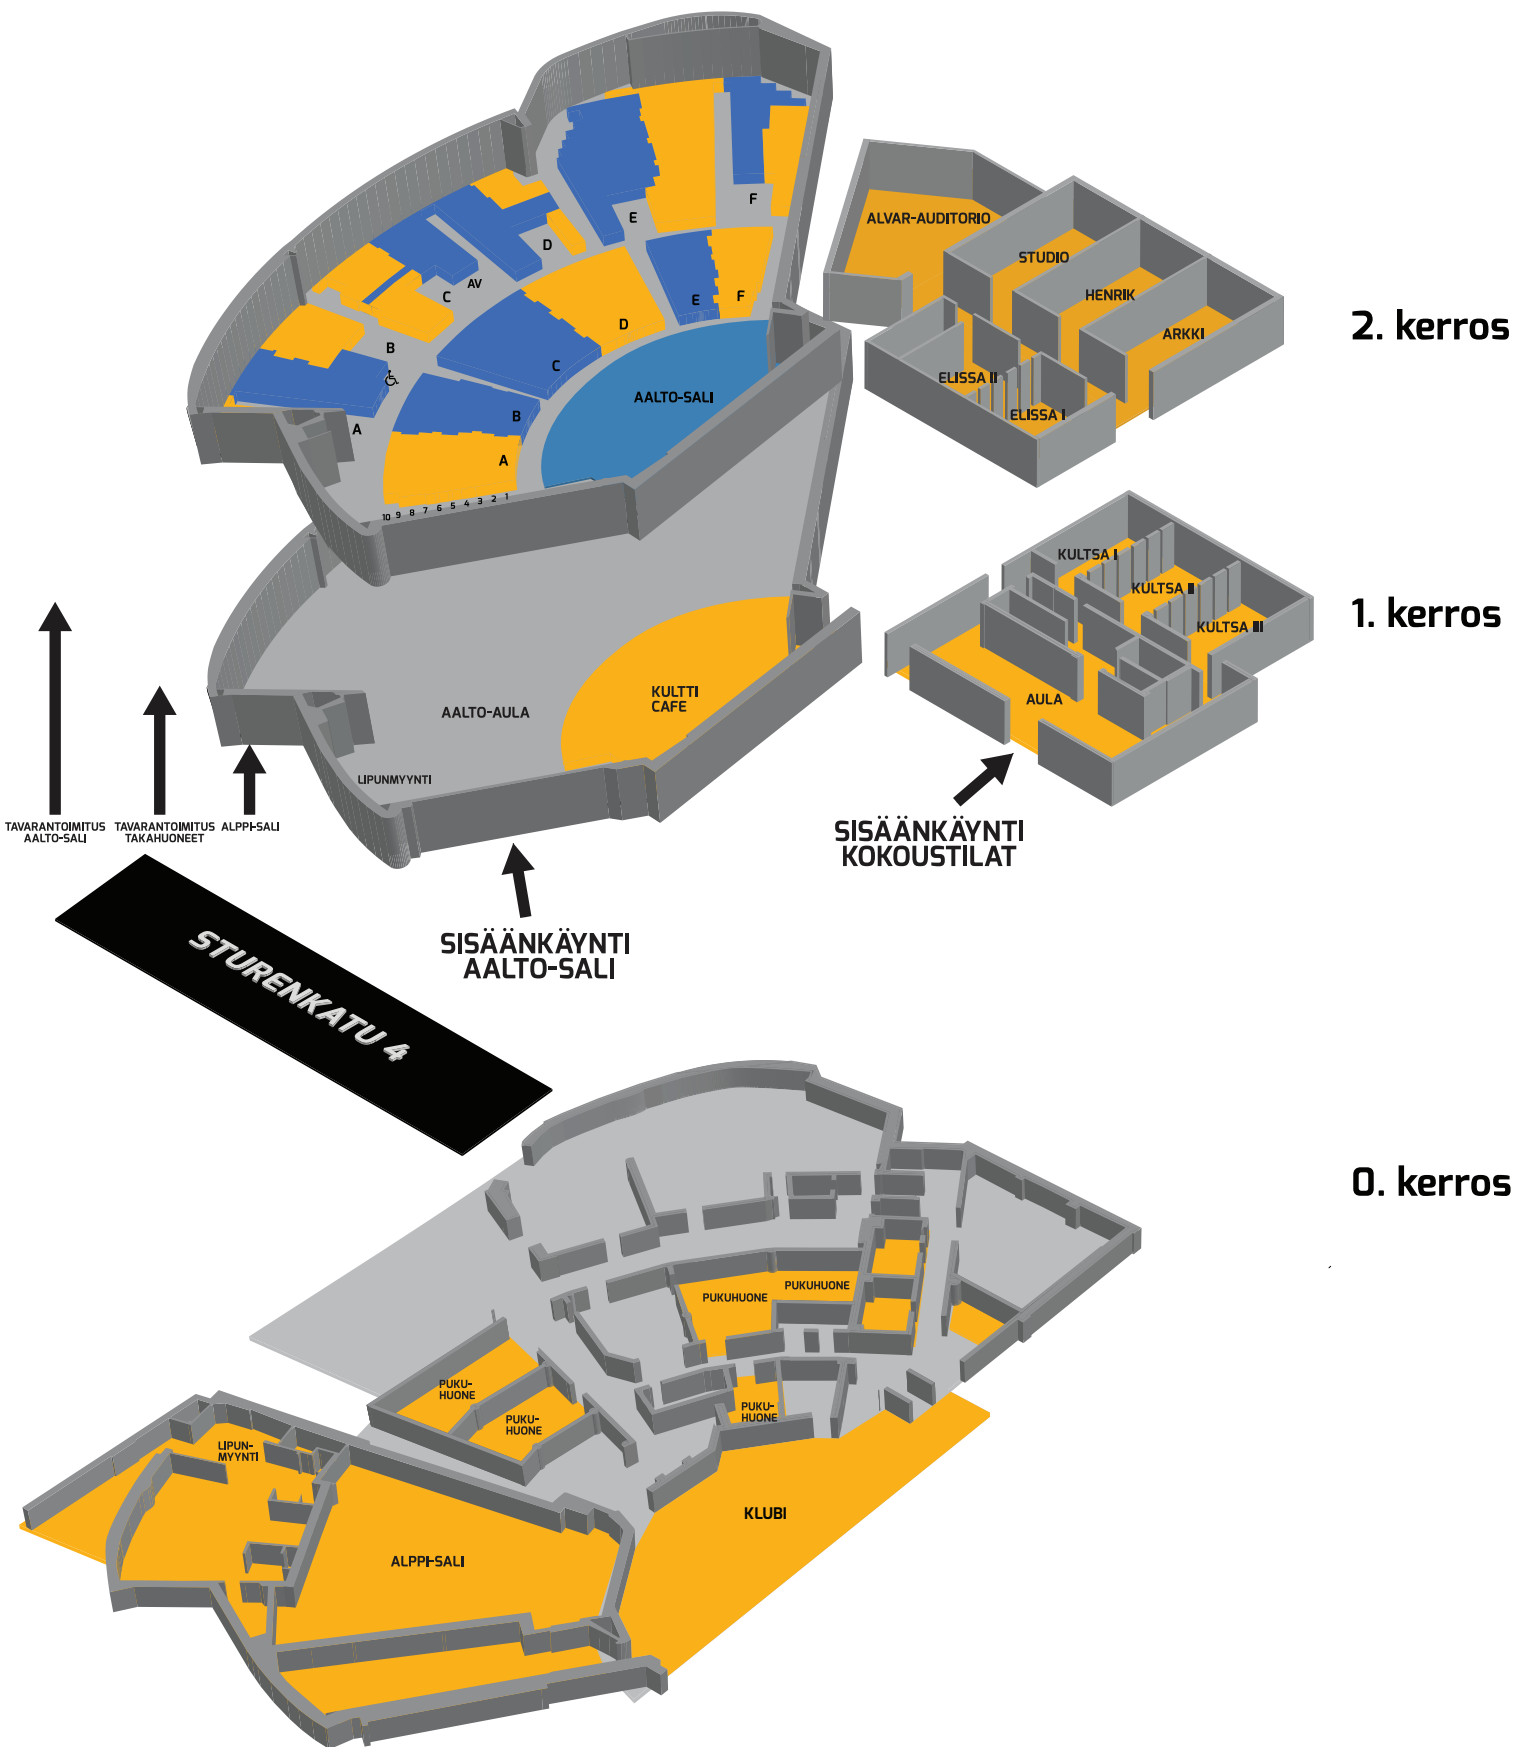 E
F
D
AV
C
B
A
E
F
D
C
B
A
10 9 8 7 6 5 4 3 2 1
AALTO-SALI
ALVAR-AUDITORIO
STUDIO
HENRIK
ARKKI
ELISSA II
ELISSA I
2. kerros
KULTSA I
KULTSA II
KULTSA III
AULA
1. kerros
AALTO-AULA
KULTTI
CAFE
LIPUNMYYNTI
TAVARANTOIMITUS
AALTO-SALI
TAVARANTOIMITUS
TAKAHUONEET
ALPPI-SALI
SISÄÄNKÄYNTI
KOKOUSTILAT
SISÄÄNKÄYNTI
AALTO-SALI
STURENKATU 4
0. kerros
PUKUHUONE
PUKUHUONE
PUKU-
HUONE
PUKU-
HUONE
PUKU-
HUONE
LIPUN-
MYYNTI
KLUBI
ALPPI-SALI